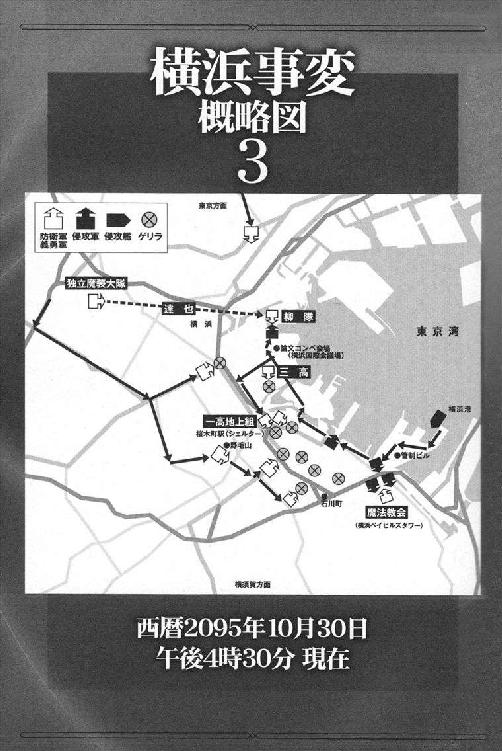 横浜事変
概略図
3
防衛軍
義勇軍
侵攻軍
侵攻艦
ゲリラ
東京方面
独立魔装大隊
達也
横浜
柳隊
論文コンペ会場
(横浜国際会議場)
東京湾
三高
一高地上組
桜木町駅(シェルター)
野毛山
横浜港
管制ビル
石川町
魔法教会
(横浜ベイヒルズタワー)
横須賀方面
西暦2095年10月30日
午後4時30分 現在